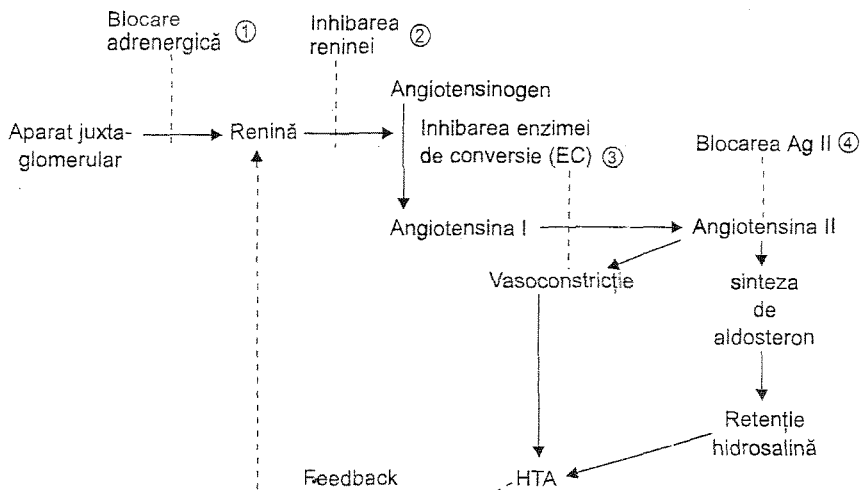 Blocare
adrenergică ①
Inhibarea
reninei ②
Angiotensinogen
Aparat juxta-
glomerular
Renină
Inhibarea enzimei
de conversie (EC) ③
Blocarea Ag II ④
Angiotensina I
Angiotensina II
Vasoconstricție
sinteza
de
aldosteron
Retenție
hidrosalină
Feedback
HTA